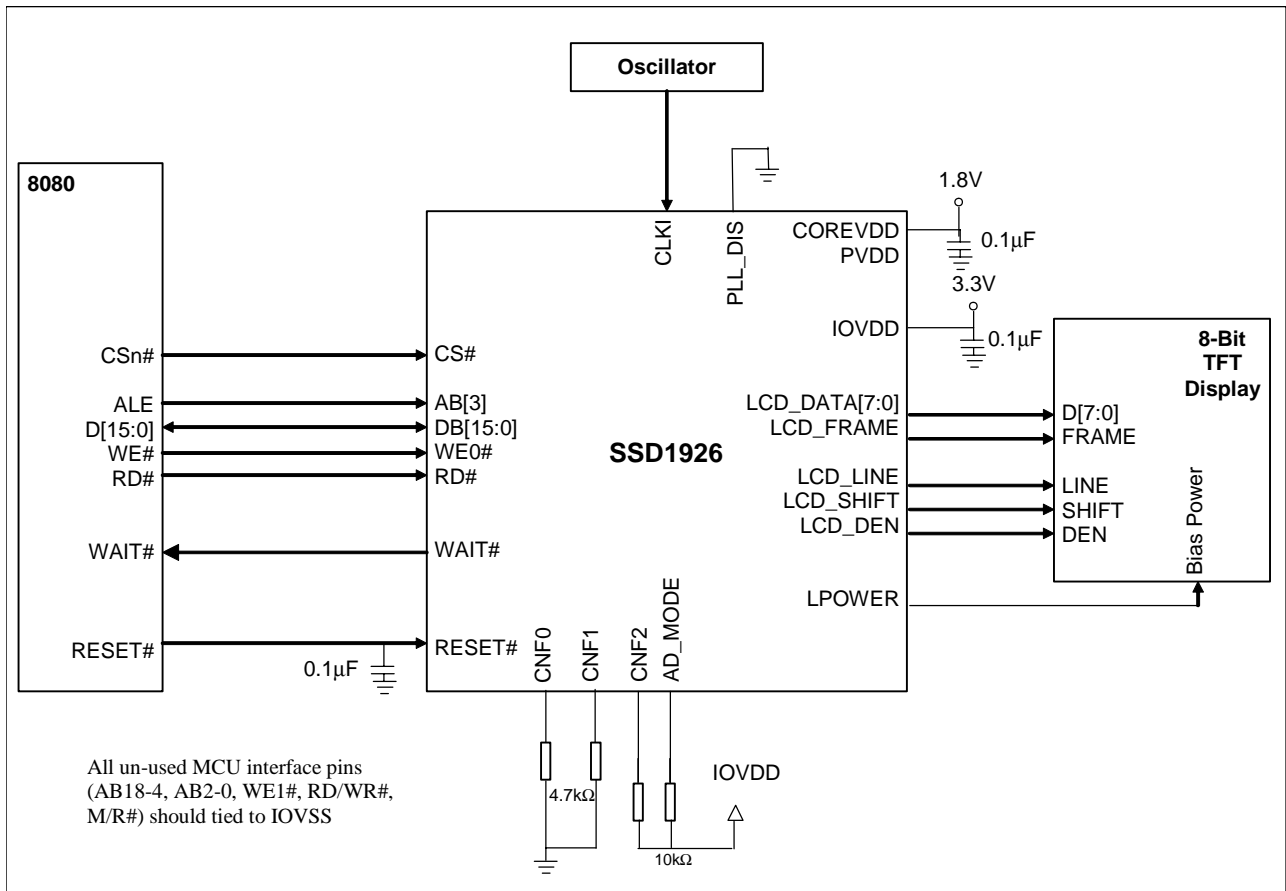 Oscillator
8080
CSn#
ALE
D[15:0]
WE#
RD#
WAIT#
RESET#
0.1μF
CLKI
PLL_DIS
COREVDD
PVDD
IOVDD
CS#
AB[3]
DB[15:0]
WE0#
RD#
WAIT#
RESET#
SSD1926
LCD_DATA[7:0]
LCD_FRAME
LCD_LINE
LCD_SHIFT
LCD_DEN
LPOWER
CNF0
CNF1
CNF2
AD_MODE
1.8V
0.1μF
3.3V
0.1μF
8-Bit
TFT
Display
D[7:0]
FRAME
LINE
SHIFT
DEN
Bias Power
4.7kΩ
10kΩ
IOVDD
All un-used MCU interface pins
(AB18-4, AB2-0, WE1#, RD/WR#,
M/R#) should tied to IOVSS